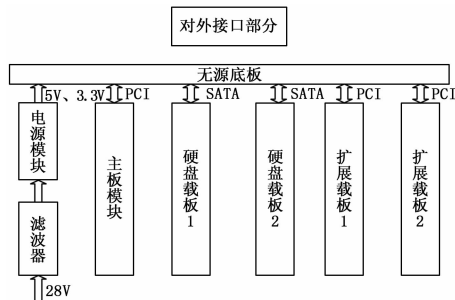 对外接口部分
无源底板
5V、3.3V
PCI
SATA
SATA
PCI
PCI
电源模块
主板模块
硬盘载板1
硬盘载板2
扩展载板1
扩展载板2
滤波器
28V